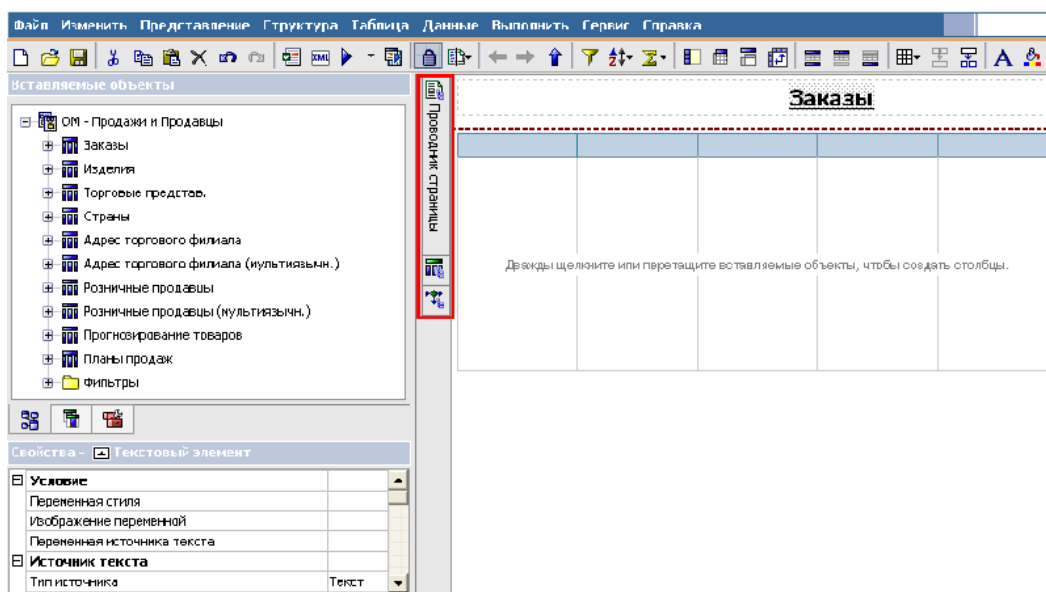 Файл Изменить Представление Структура Таблица Данные Выполнить Сервис Справка
XML
Вставляемые объекты
ОМ - Продажи и Продавцы
Заказы
Изделия
Торговые представ.
Страны
Адрес торгового филиала
Адрес торгового филиала (мультиязычн.)
Розничные продавцы
Розничные продавцы (мультиязычн.)
Прогнозирование товаров
Планы продаж
Фильтры
Свойства - Текстовый элемент
Условие
Переменная стиля
Изображение переменной
Переменная источника текста
Источник текста
Тип источника Текст
Проводник страницы
Заказы
Дважды щелкните или перетащите вставляемые объекты, чтобы создать столбцы.